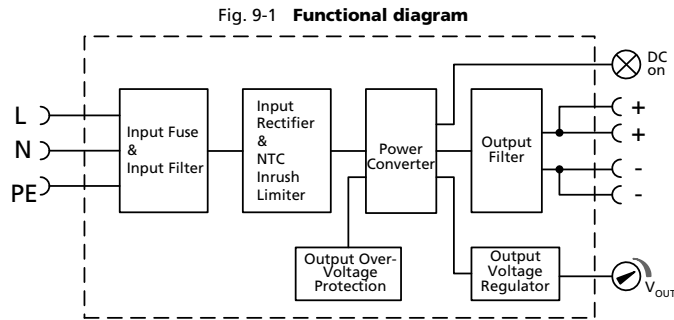 Fig. 9-1 Functional diagram
L
N
PE
Input Fuse
&
Input Filter
Input
Rectifier
&
NTC
Inrush
Limiter
Power
Converter
Output
Filter
Output Over-
Voltage
Protection
Output
Voltage
Regulator
DC
on
+
+
-
-
VOUT